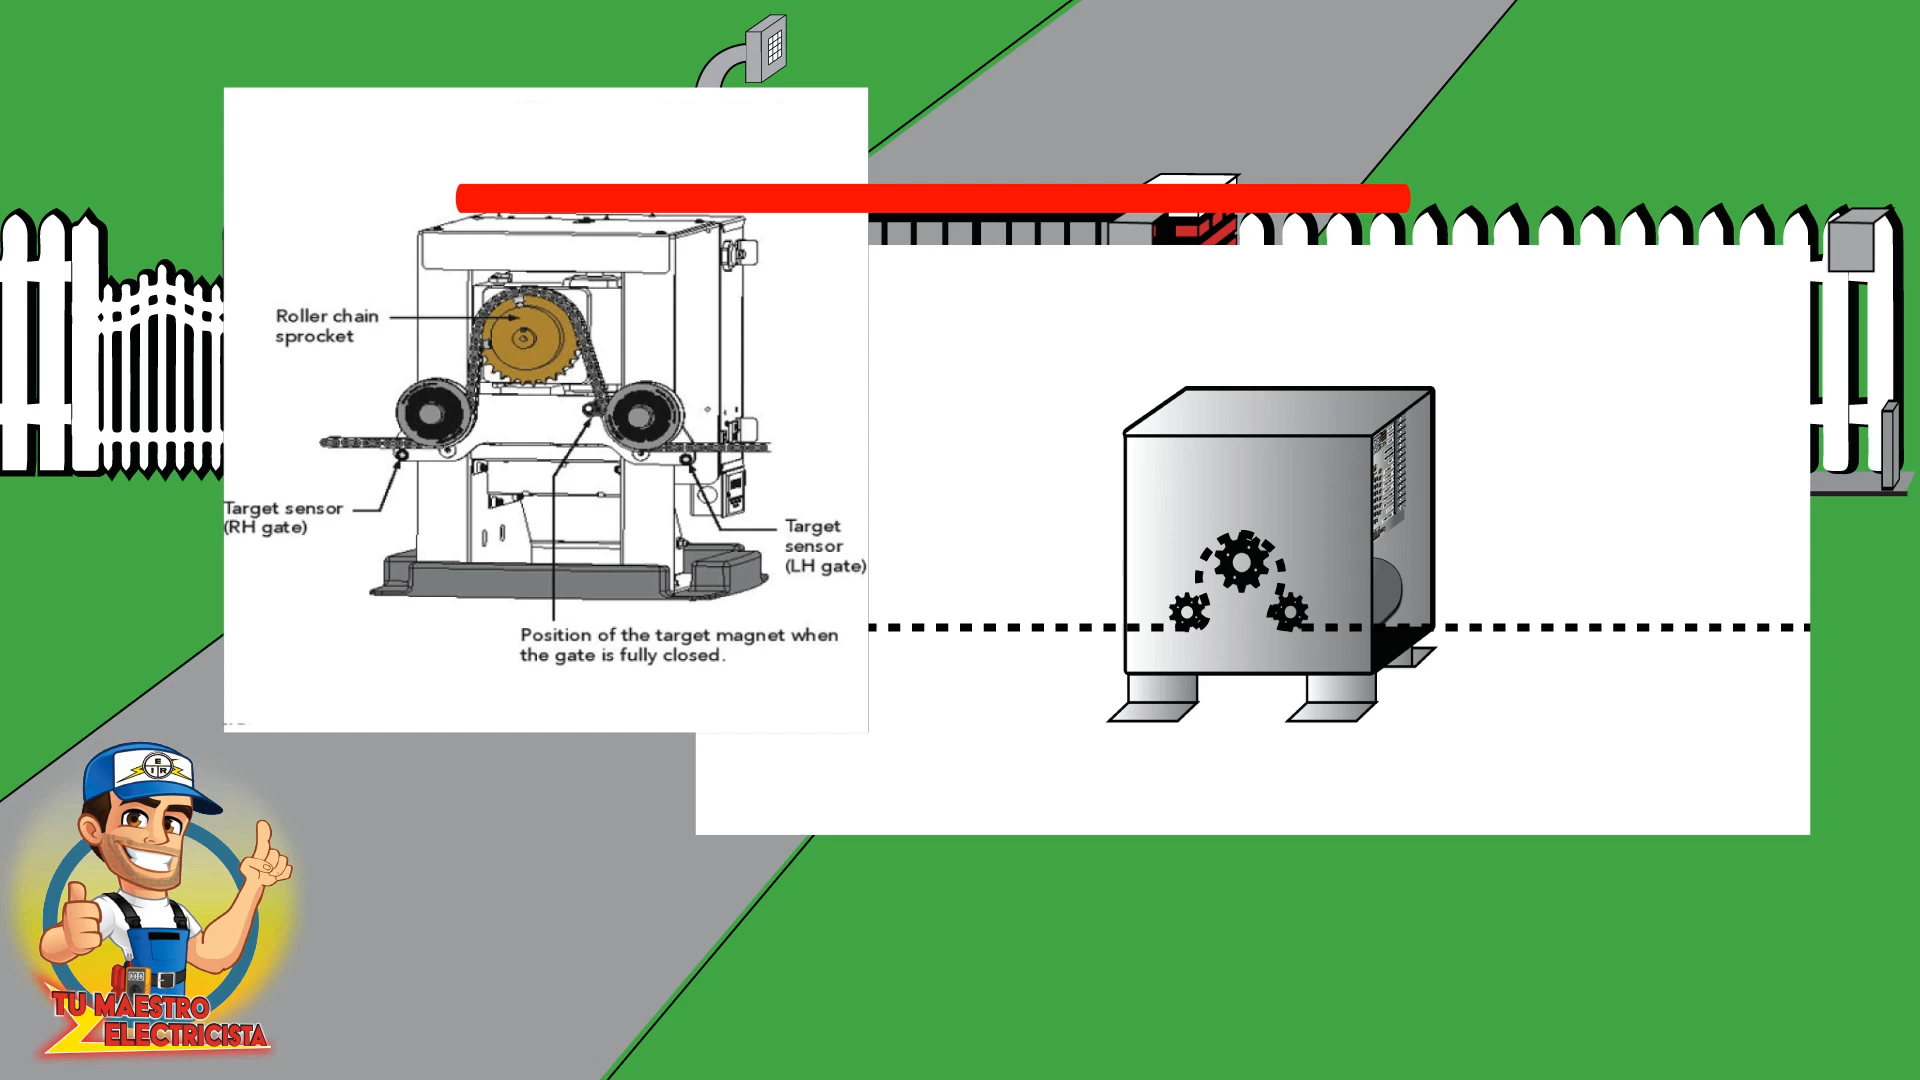 Roller chain
sprocket
Target sensor
(RH gate)
Target
sensor
(LH gate)
Position of the target magnet when
the gate is fully closed.
E
I R
TU MAESTRO
ELECTRICISTA